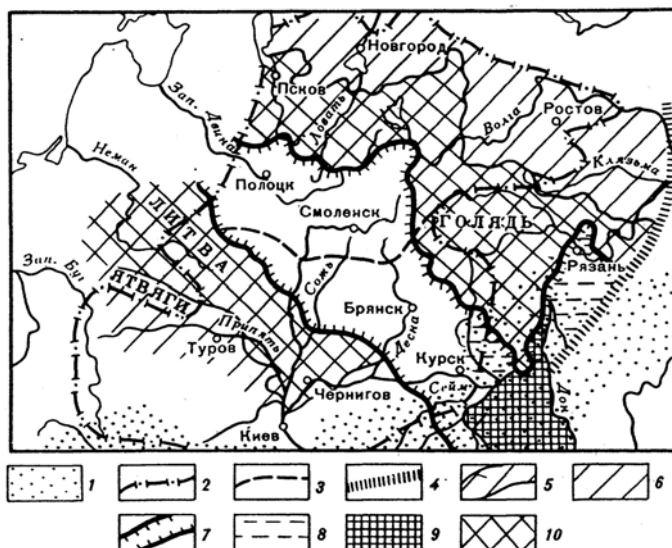 Новгород
Псков
Зап. Двина
Ловать
Волга
Ростов
Клязьма
Неман
Полоцк
Смоленск
ГОЛЯДЬ
ЛИТВА
Рязань
Зап. Буг
ЯТВЯГИ
Сожь
Брянск
Десна
Припять
Туров
Курск
Сейм
Дон
Чернигов
Киев
1 2 3 4 5 6
7 8 9 10